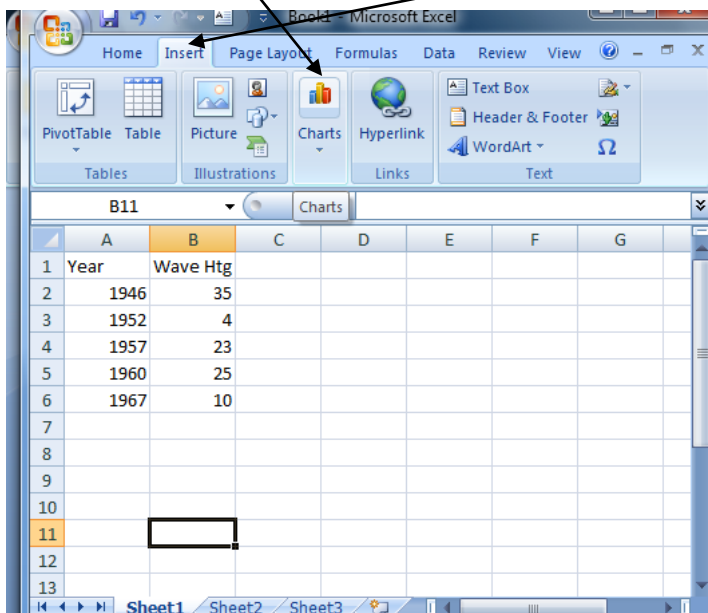 Book1 - Microsoft Excel
Home Insert Page Layout Formulas Data Review View
PivotTable Table Picture Charts Hyperlink Text Box
Header & Footer
WordArt Ω
Tables Illustrations Links Text
B11 Charts
A B C D E F G
1 Year Wave Htg
2 1946 35
3 1952 4
4 1957 23
5 1960 25
6 1967 10
7
8
9
10
11
12
13
Sheet1 Sheet2 Sheet3